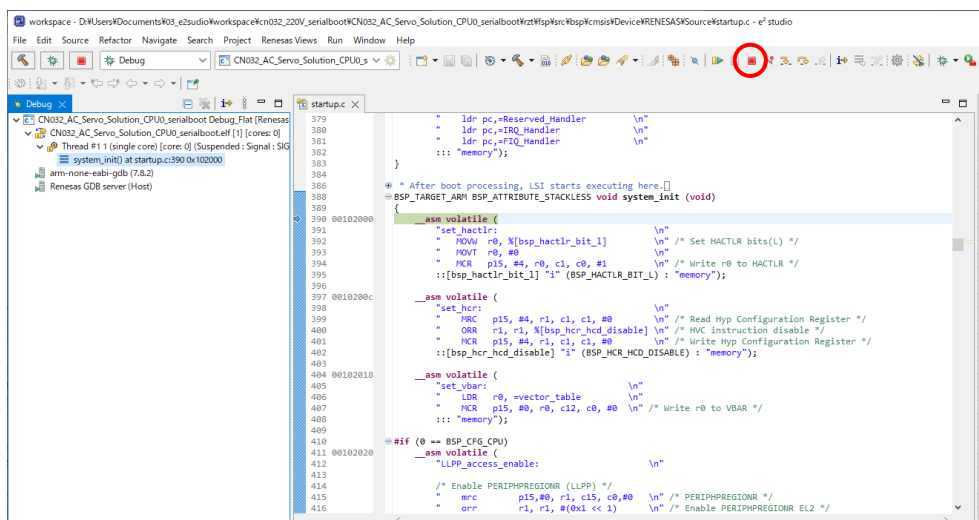 workspace - D:¥Users¥Documents¥03_e2sudio¥workspace¥cn032_220V_serialboot¥CN032_AC_Servo_Solution_CPU0_serialboot¥rzt¥fsp¥src¥bsp¥cmsis¥Device¥RENESAS¥Source¥startup.c - e² studio
File Edit Source Refactor Navigate Search Project Renesas Views Run Window Help
Debug CN032_AC_Servo_Solution_CPU0_s
Debug
startup.c
CN032_AC_Servo_Solution_CPU0_serialboot Debug_Flat [Renesas
CN032_AC_Servo_Solution_CPU0_serialboot.elf [1] [cores: 0]
Thread #1 1 (single core) [core: 0] (Suspended : Signal : SIG
system_init() at startup.c:390 0x102000
arm-none-eabi-gdb (7.8.2)
Renesas GDB server (Host)
379 " ldr pc,=Reserved_Handler \n"
380 " ldr pc,=IRQ_Handler \n"
381 " ldr pc,=FIQ_Handler \n"
382 ::: "memory");
383 }
384
386 * After boot processing, LSI starts executing here.
388 BSP_TARGET_ARM BSP_ATTRIBUTE_STACKLESS void system_init (void)
389 {
390 00102000 __asm volatile (
391 "set_hactlr: \n"
392 " MOVW r0, %[bsp_hactlr_bit_l] \n" /* Set HACTLR bits(L) */
393 " MOVT r0, #0 \n"
394 " MCR p15, #4, r0, c1, c0, #1 \n" /* Write r0 to HACTLR */
395 ::[bsp_hactlr_bit_l] "i" (BSP_HACTLR_BIT_L) : "memory");
396
397 0010200c __asm volatile (
398 "set_hcr: \n"
399 " MRC p15, #4, r1, c1, c1, #0 \n" /* Read Hyp Configuration Register */
400 " ORR r1, r1, %[bsp_hcr_hcd_disable] \n" /* HVC instruction disable */
401 " MCR p15, #4, r1, c1, c1, #0 \n" /* Write Hyp Configuration Register */
402 ::[bsp_hcr_hcd_disable] "i" (BSP_HCR_HCD_DISABLE) : "memory");
403
404 00102018 __asm volatile (
405 "set_vbar: \n"
406 " LDR r0, =vector_table \n"
407 " MCR p15, #0, r0, c12, c0, #0 \n" /* Write r0 to VBAR */
408 ::: "memory");
409
410 #if (0 == BSP_CFG_CPU)
411 00102020 __asm volatile (
412 "LLPP_access_enable: \n"
413
414 /* Enable PERIPHPREGIONR (LLPP) */
415 " mrc p15,#0, r1, c15, c0,#0 \n" /* PERIPHPREGIONR */
416 " orr r1, r1, #(0x1 << 1) \n" /* Enable PERIPHPREGIONR EL2 */